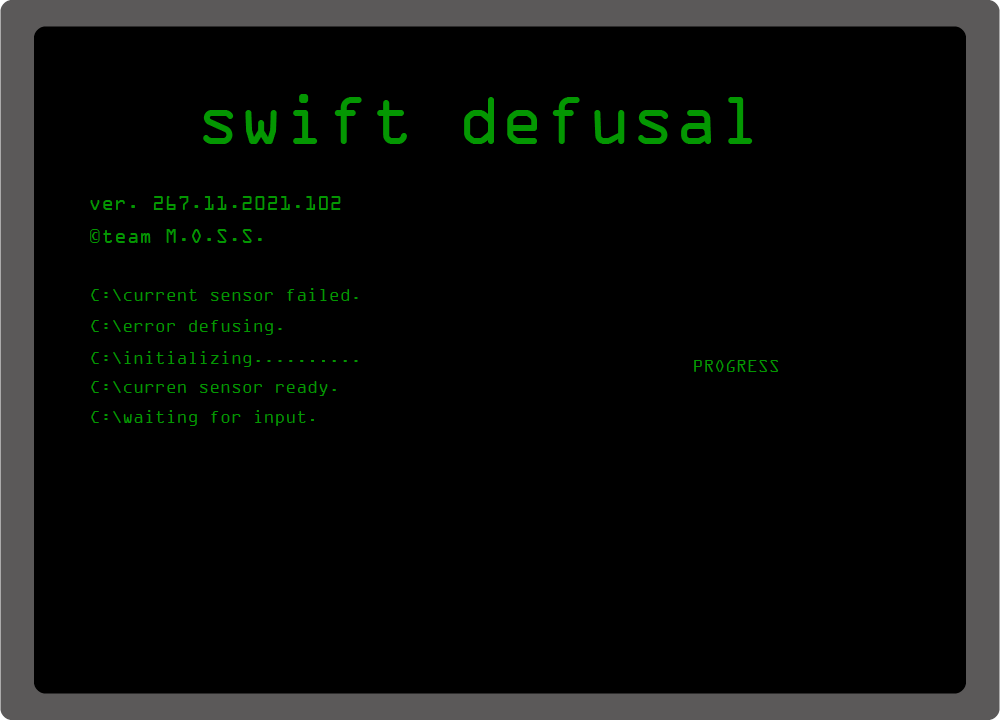 swift defusal
ver. 267.11.2021.102
©team M.O.S.S.
C:\current sensor failed.
C:\error defusing.
C:\initializing..........
PROGRESS
C:\curren sensor ready.
C:\waiting for input.